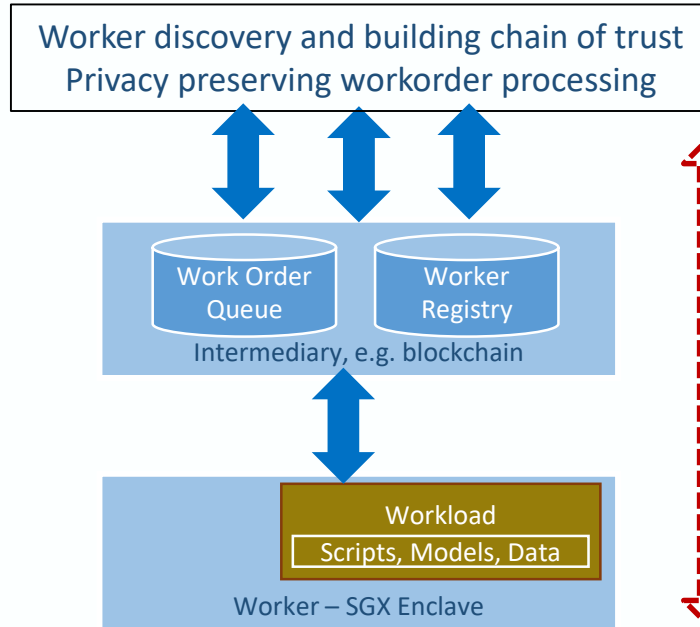 Worker discovery and building chain of trust
Privacy preserving workorder processing
Work Order
Queue
Worker
Registry
Intermediary, e.g. blockchain
Workload
Scripts, Models, Data
Worker – SGX Enclave